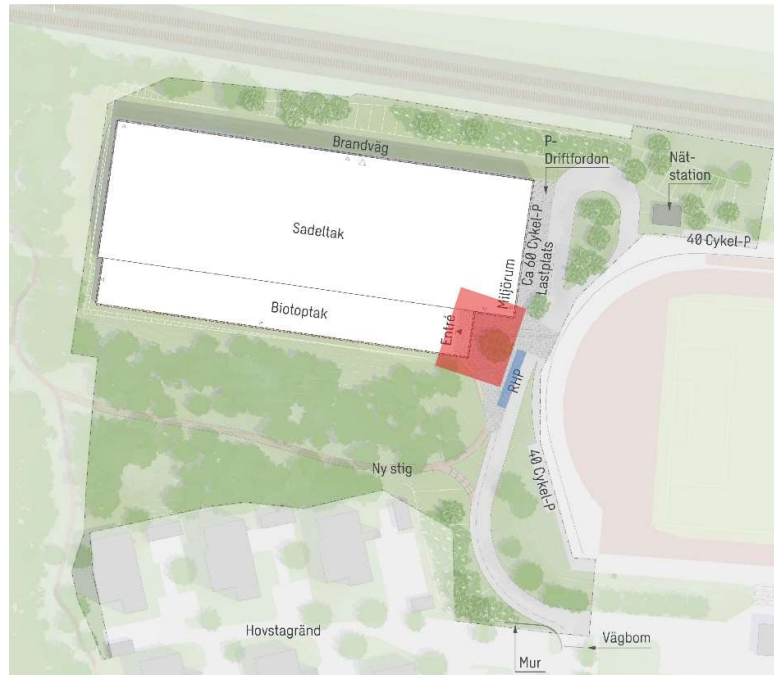 Brandväg
P-
Driftfordon
Nät-
station
Sadeltak
Ca 60 Cykel-P
Lastplats
40 Cykel-P
Miljörum
Biotoptak
Entré
RHP
40 Cykel-P
Ny stig
Hovstagränd
Vägbom
Mur